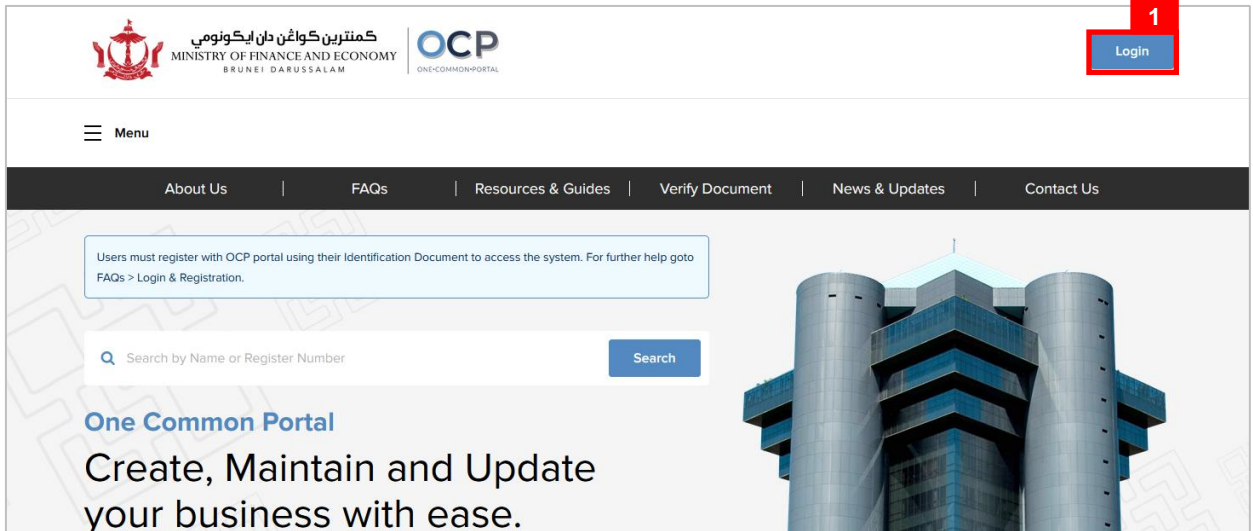 1
Login
كمنترين كواڠن دان ايكونومي
MINISTRY OF FINANCE AND ECONOMY
BRUNEI DARUSSALAM
OCP
ONE•COMMON•PORTAL
Menu
About Us | FAQs | Resources & Guides | Verify Document | News & Updates | Contact Us
Users must register with OCP portal using their Identification Document to access the system. For further help goto
FAQs > Login & Registration.
Search by Name or Register Number
Search
One Common Portal
Create, Maintain and Update
your business with ease.